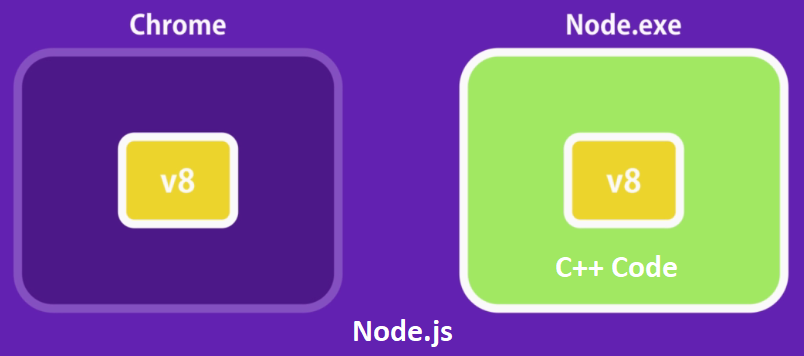 Chrome
Node.exe
v8
v8
C++ Code
Node.js